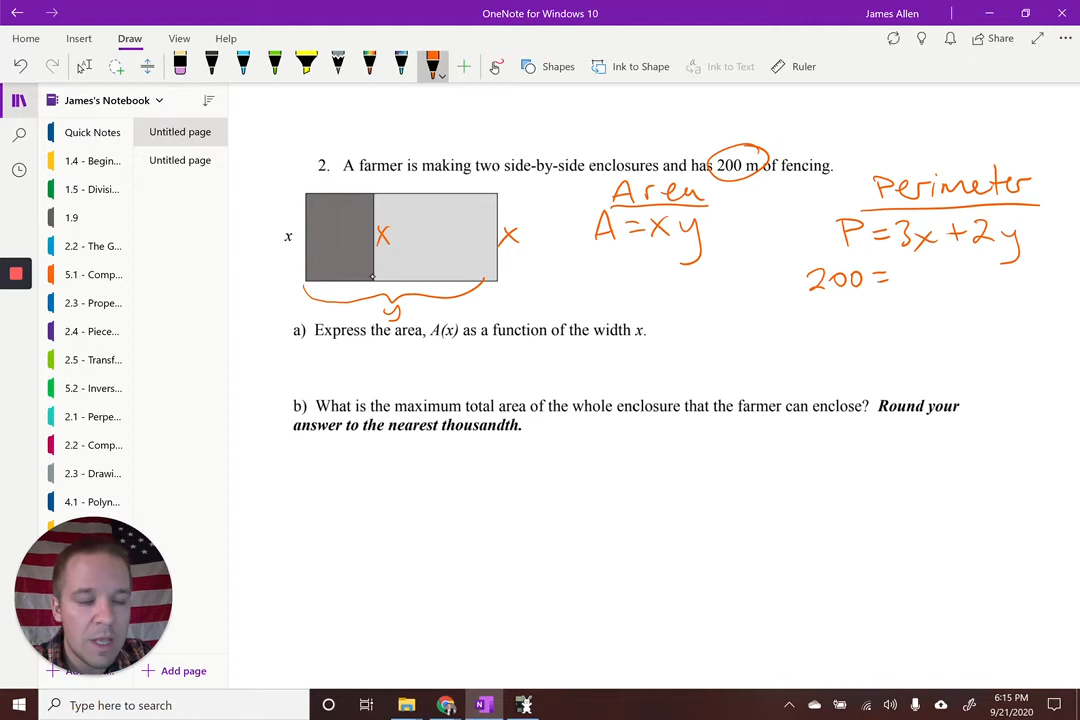 OneNote for Windows 10
James Allen
Home Insert Draw View Help
Share
Shapes
Ink to Shape
Ink to Text
Ruler
James's Notebook
Quick Notes
1.4 - Begin...
1.5 - Divisi...
1.9
2.2 - The G...
5.1 - Comp...
2.3 - Prope...
2.4 - Piece...
2.5 - Transf...
5.2 - Invers...
2.1 - Perpe...
2.2 - Comp...
2.3 - Drawi...
4.1 - Polyn...
Untitled page
Untitled page
Add page
2. A farmer is making two side-by-side enclosures and has 200 m of fencing.
Area
A = x y
Perimeter
P = 3x + 2y
200 =
x
x
x
y
a) Express the area, A(x) as a function of the width x.
b) What is the maximum total area of the whole enclosure that the farmer can enclose? Round your
answer to the nearest thousandth.
Type here to search
6:15 PM
9/21/2020